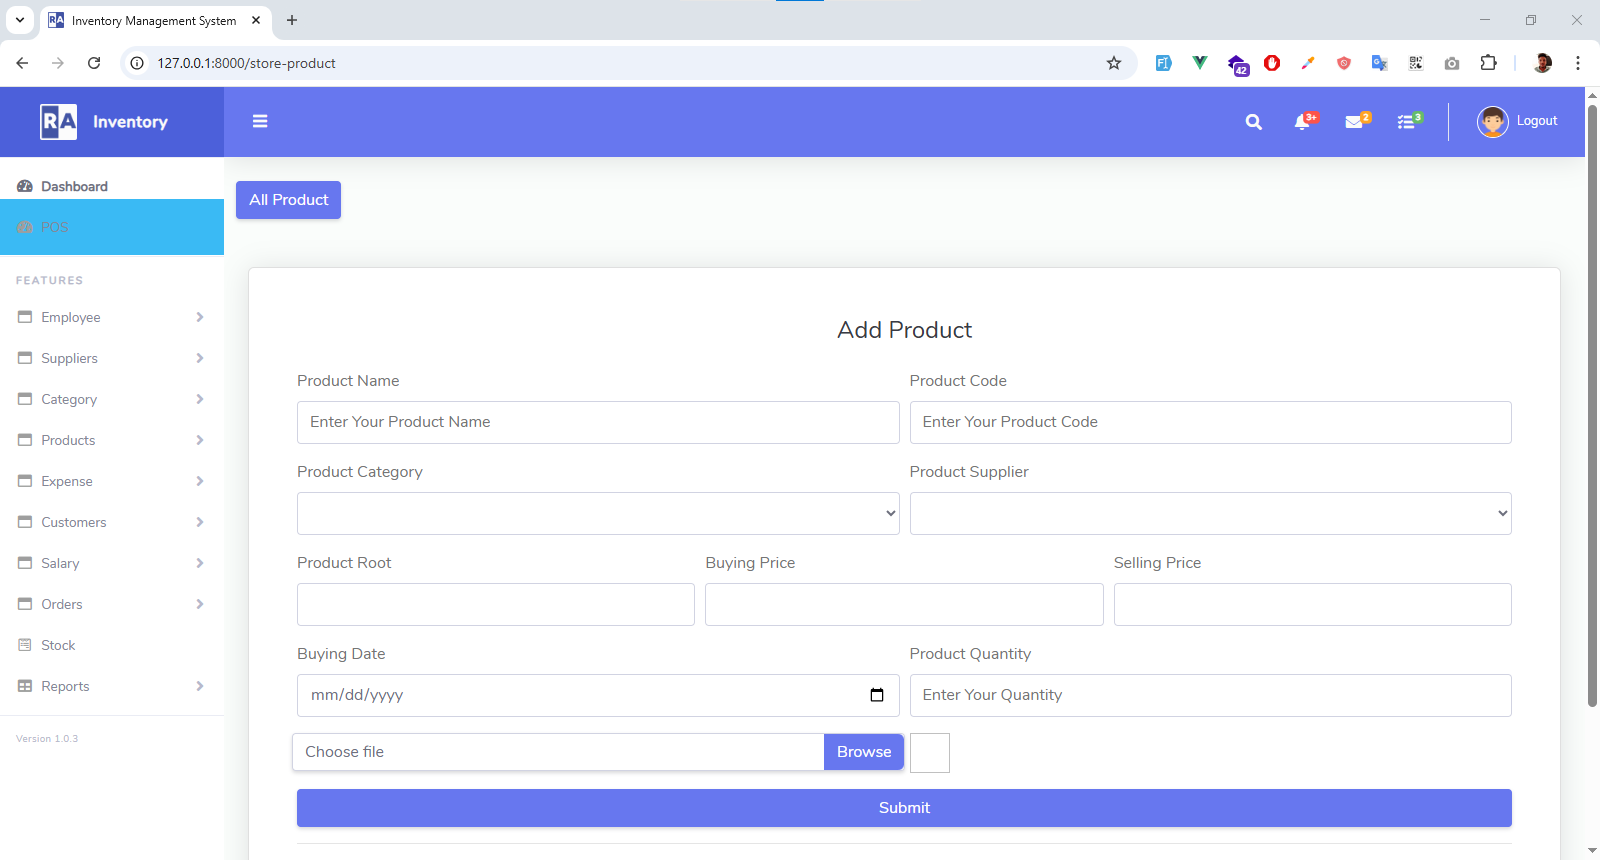 RA Inventory Management System
127.0.0.1:8000/store-product
42
RA Inventory
3+ 2 3 Logout
Dashboard
POS
FEATURES
Employee
Suppliers
Category
Products
Expense
Customers
Salary
Orders
Stock
Reports
Version 1.0.3
All Product
Add Product
Product Name Product Code
Enter Your Product Name Enter Your Product Code
Product Category Product Supplier
Product Root Buying Price Selling Price
Buying Date Product Quantity
mm/dd/yyyy Enter Your Quantity
Choose file Browse
Submit